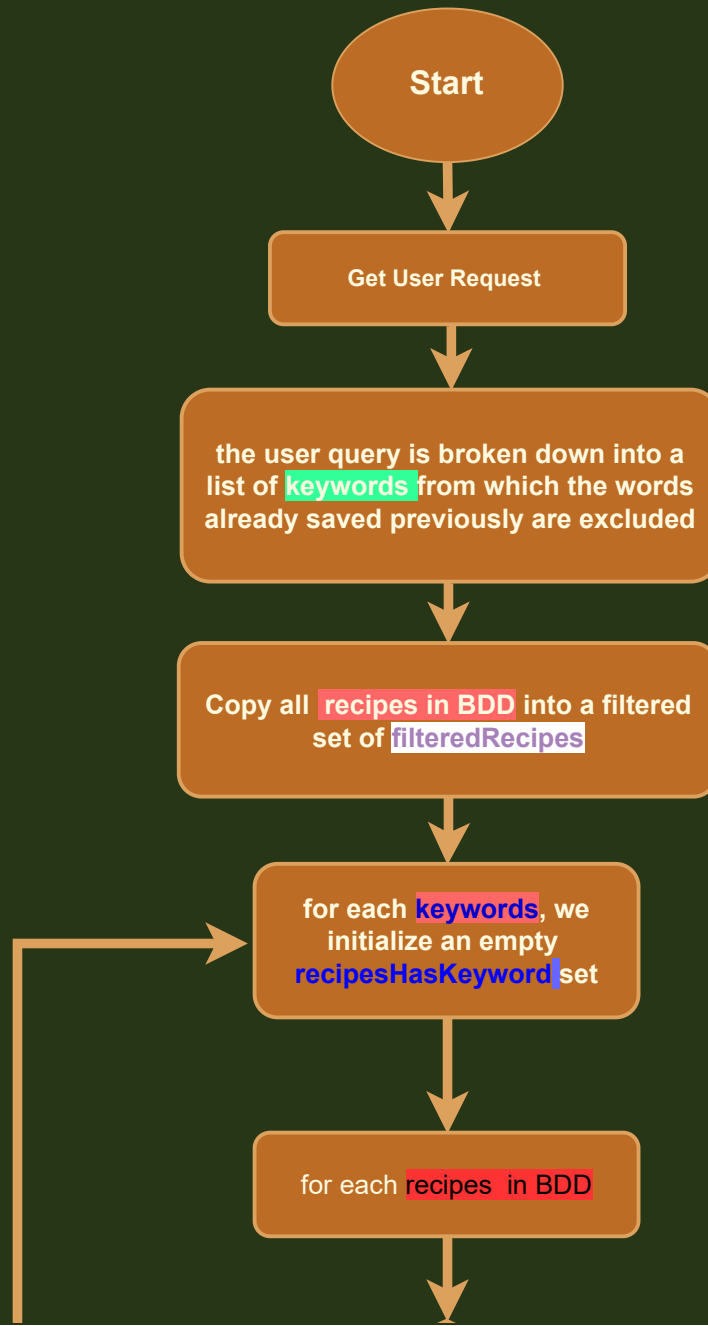 Start
Get User Request
the user query is broken down into a
list of keywords from which the words
already saved previously are excluded
Copy all recipes in BDD into a filtered
set of filteredRecipes
for each keywords, we
initialize an empty
recipesHasKeyword set
for each recipes in BDD